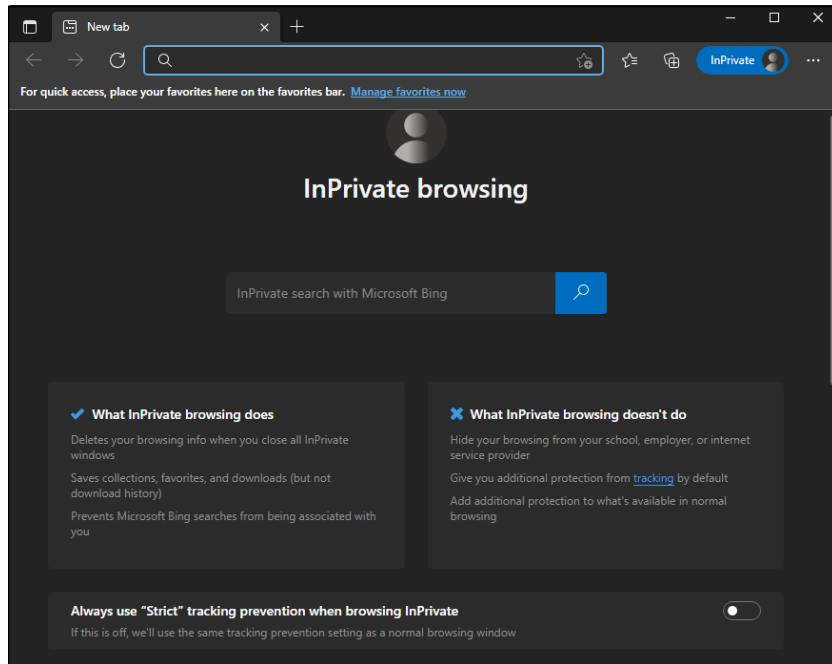 New tab
InPrivate
For quick access, place your favorites here on the favorites bar. Manage favorites now
InPrivate browsing
InPrivate search with Microsoft Bing
What InPrivate browsing does
Deletes your browsing info when you close all InPrivate
windows
Saves collections, favorites, and downloads (but not
download history)
Prevents Microsoft Bing searches from being associated with
you
What InPrivate browsing doesn't do
Hide your browsing from your school, employer, or internet
service provider
Give you additional protection from tracking by default
Add additional protection to what's available in normal
browsing
Always use “Strict” tracking prevention when browsing InPrivate
If this is off, we'll use the same tracking prevention setting as a normal browsing window